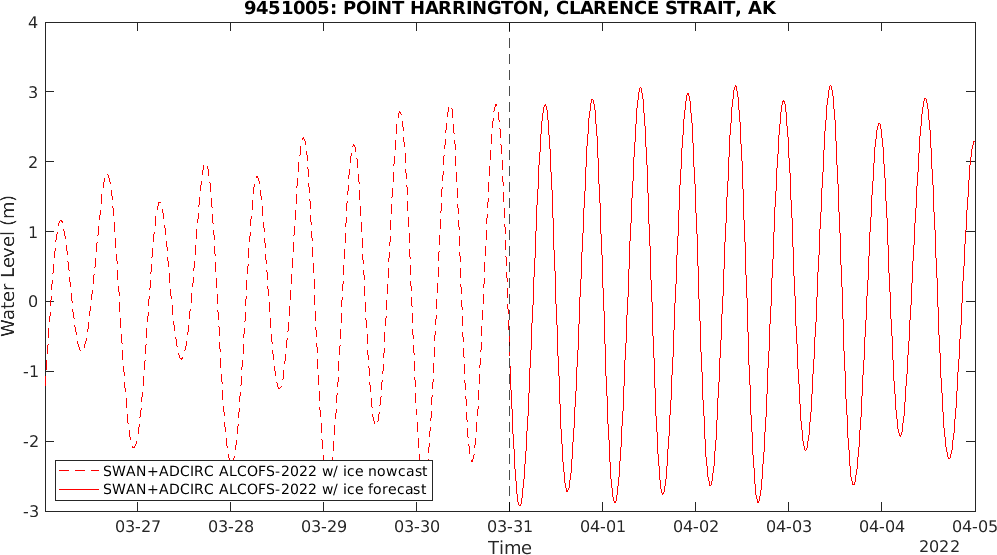 9451005: POINT HARRINGTON, CLARENCE STRAIT, AK
4
3
2
1
0
-1
-2
-3
Water Level (m)
SWAN+ADCIRC ALCOFS-2022 w/ ice nowcast
SWAN+ADCIRC ALCOFS-2022 w/ ice forecast
03-27 03-28 03-29 03-30 03-31 04-01 04-02 04-03 04-04 04-05
Time
2022